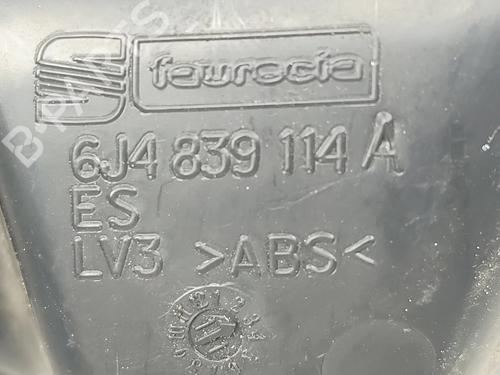 faurecia
6J4 839 114 A
ES
LV3 >ABS<